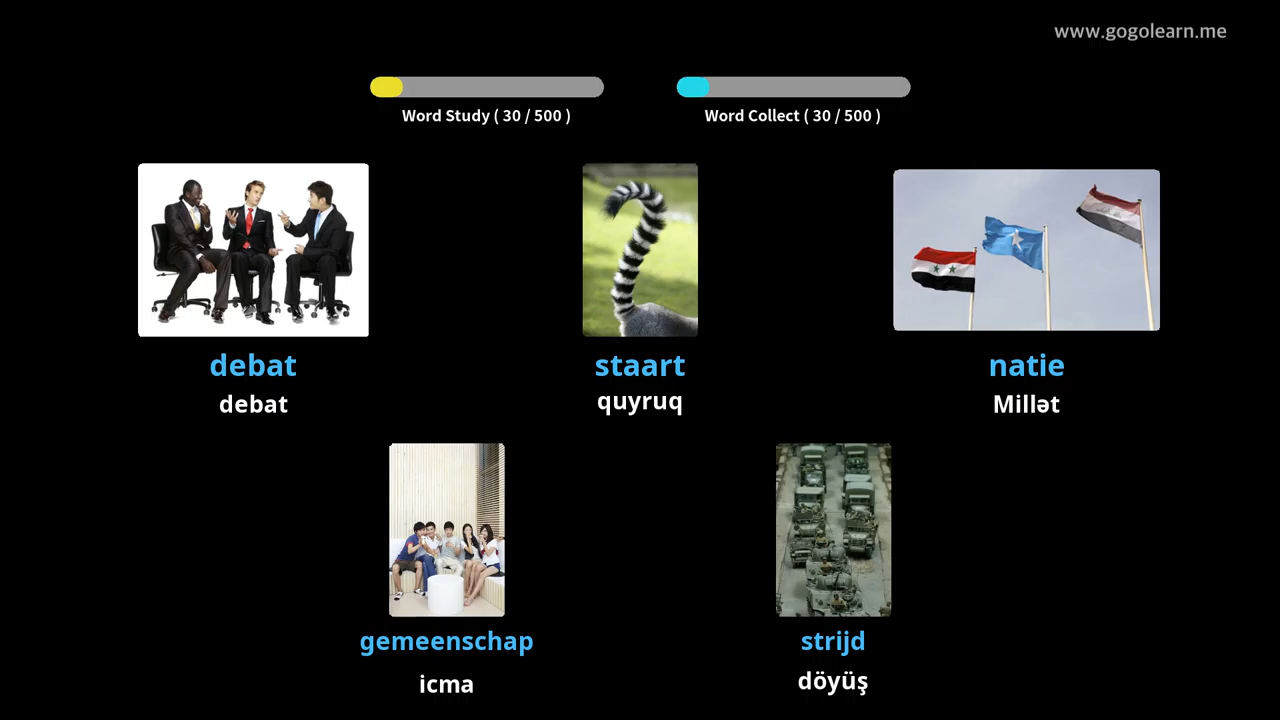 www.gogolearn.me
Word Study ( 30 / 500 )
Word Collect ( 30 / 500 )
debat
debat
staart
quyruq
natie
Millət
gemeenschap
icma
strijd
döyüş